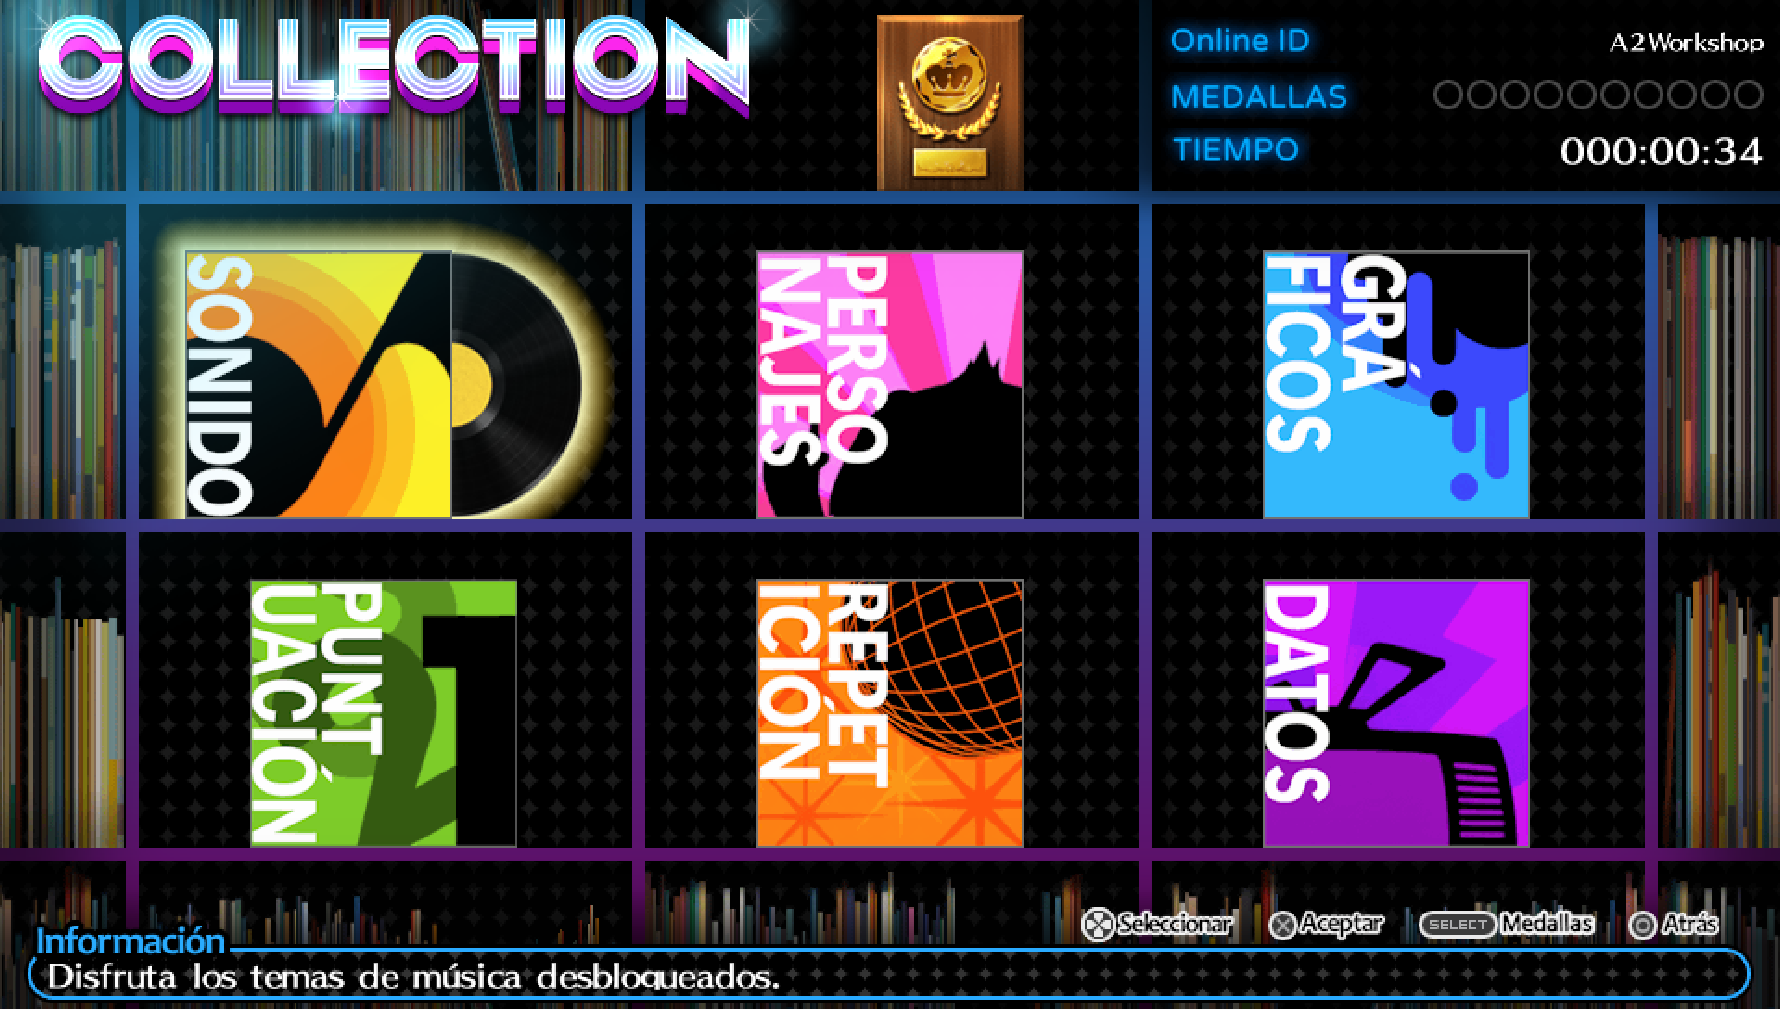 COLLECTION
Online ID
A2Workshop
MEDALLAS
TIEMPO
000:00:34
SONIDO
PERSO
NAJES
GRÁ
FICOS
PUNT
UACIÓN
REPET
ICIÓN
DATOS
Seleccionar
Aceptar
SELECT Medallas
Atrás
Información
Disfruta los temas de música desbloqueados.